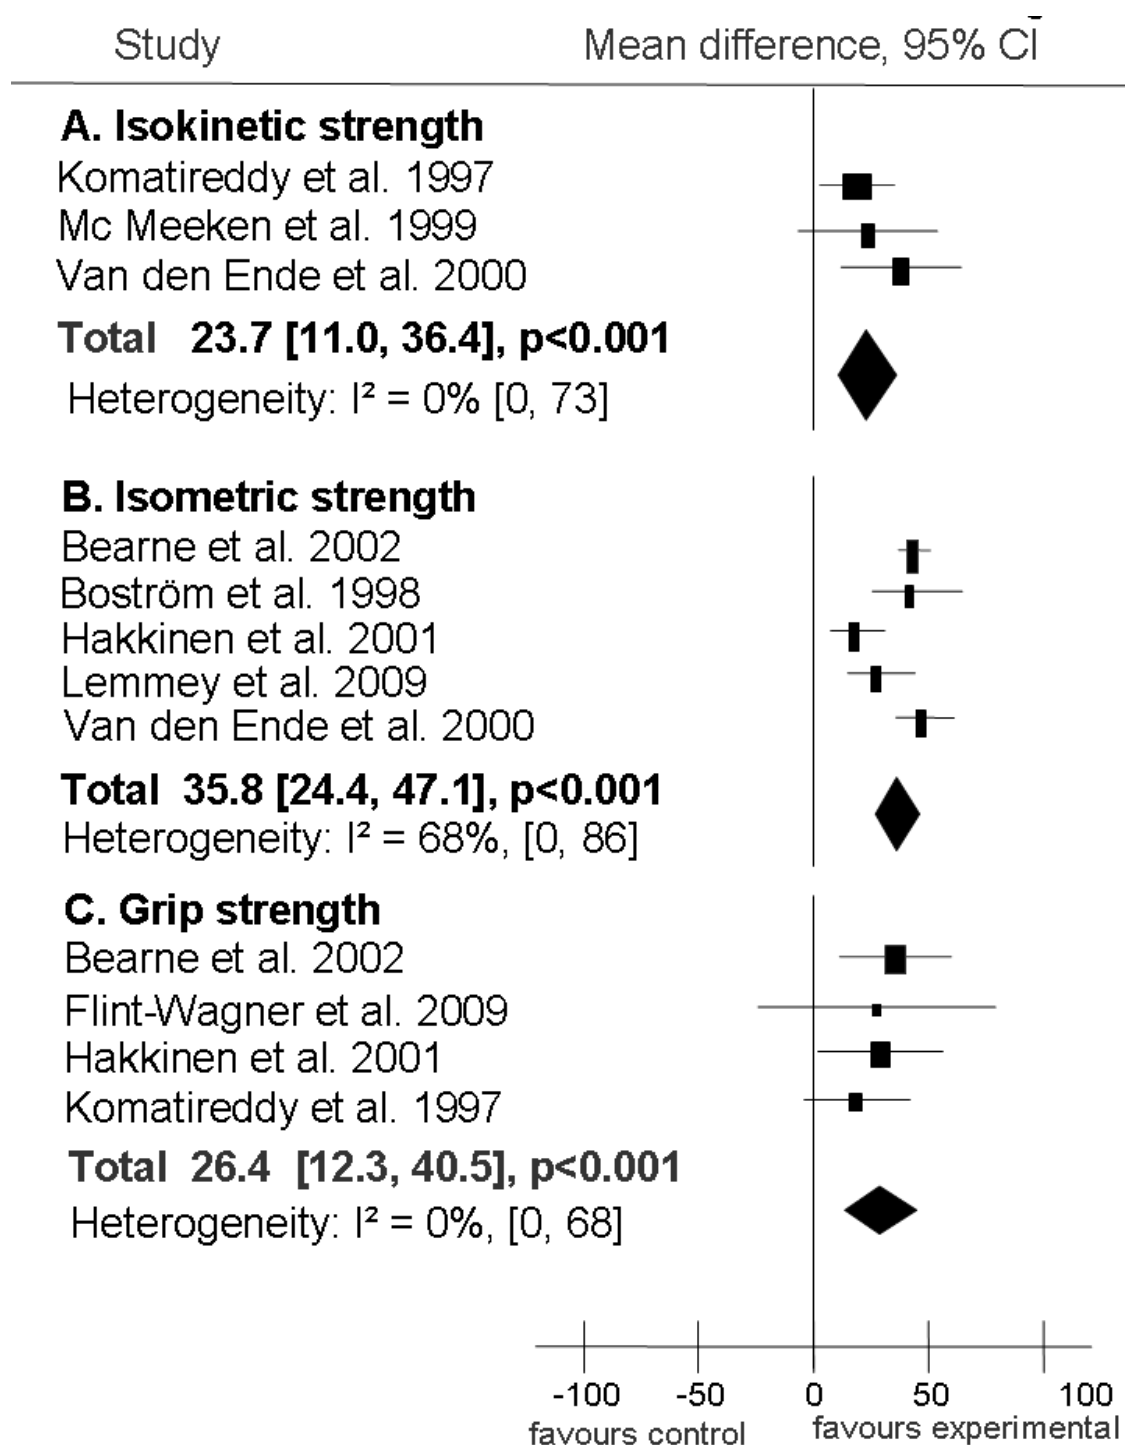 Study Mean difference, 95% CI
A. Isokinetic strength
Komatireddy et al. 1997
Mc Meeken et al. 1999
Van den Ende et al. 2000
Total 23.7 [11.0, 36.4], p<0.001
Heterogeneity: I² = 0% [0, 73]
B. Isometric strength
Bearne et al. 2002
Boström et al. 1998
Hakkinen et al. 2001
Lemmey et al. 2009
Van den Ende et al. 2000
Total 35.8 [24.4, 47.1], p<0.001
Heterogeneity: I² = 68%, [0, 86]
C. Grip strength
Bearne et al. 2002
Flint-Wagner et al. 2009
Hakkinen et al. 2001
Komatireddy et al. 1997
Total 26.4 [12.3, 40.5], p<0.001
Heterogeneity: I² = 0%, [0, 68]
-100 -50 0 50 100
favours control favours experimental